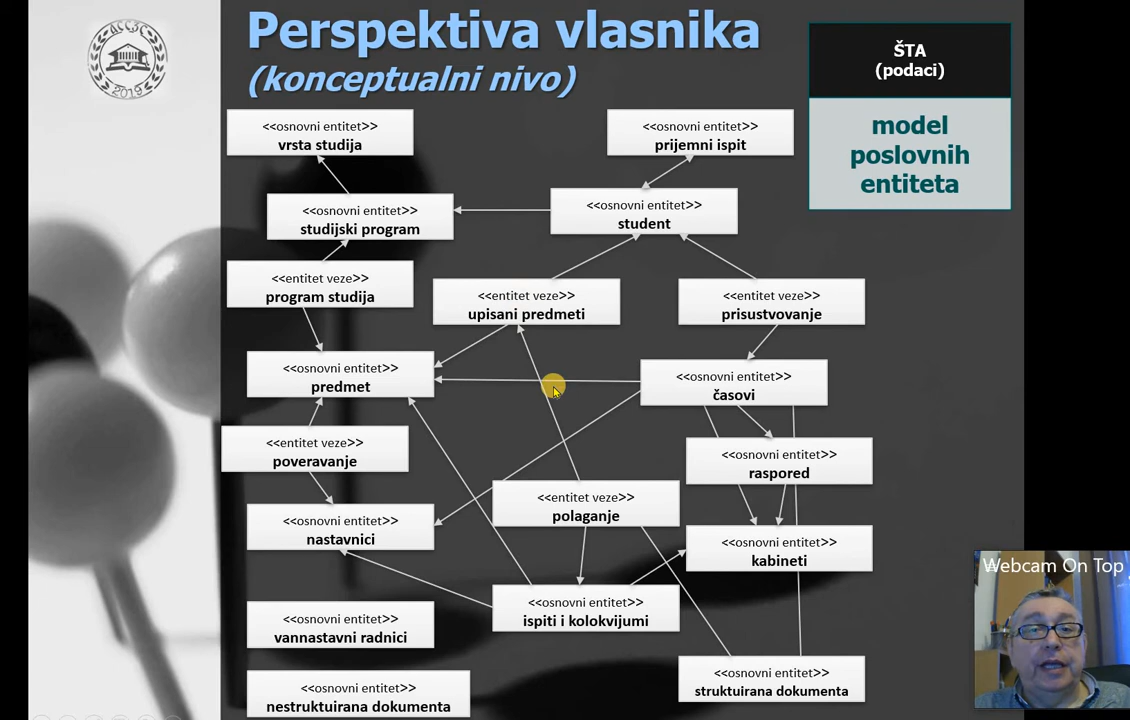 Perspektiva vlasnika
(konceptualni nivo)
ŠTA
(podaci)
model
poslovnih
entiteta
<<osnovni entitet>>
vrsta studija
<<osnovni entitet>>
prijemni ispit
<<osnovni entitet>>
studijski program
<<osnovni entitet>>
student
<<entitet veze>>
program studija
<<entitet veze>>
upisani predmeti
<<entitet veze>>
prisustvovanje
<<osnovni entitet>>
predmet
<<osnovni entitet>>
časovi
<<entitet veze>>
poveravanje
<<osnovni entitet>>
raspored
<<osnovni entitet>>
nastavnici
<<entitet veze>>
polaganje
<<osnovni entitet>>
kabineti
<<osnovni entitet>>
vannastavni radnici
<<osnovni entitet>>
ispiti i kolokvijumi
<<osnovni entitet>>
nestruktuirana dokumenta
<<osnovni entitet>>
struktuirana dokumenta
Webcam On Top
2019